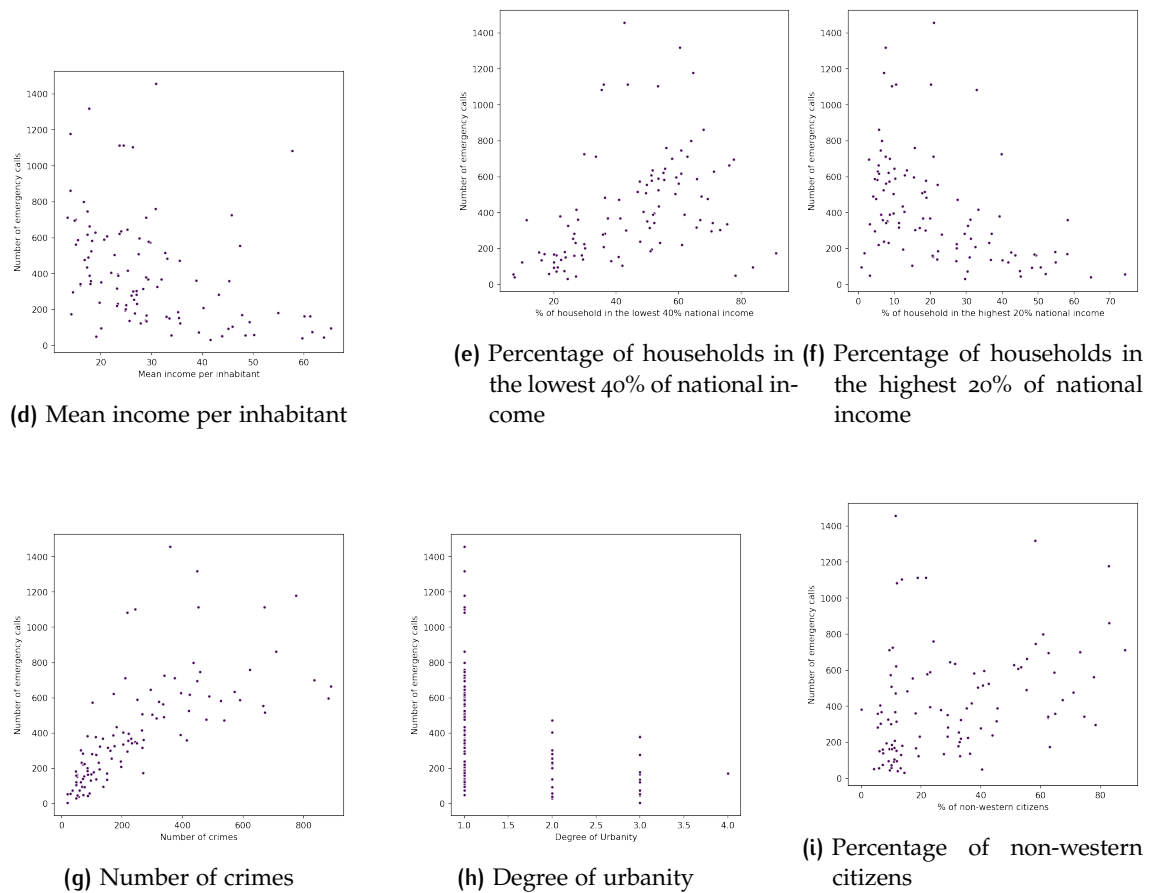 1400
1200
1000
800
600
400
200
0
Number of emergency calls
20 30 40 50 60
Mean income per inhabitant
(d) Mean income per inhabitant
1400
1200
1000
800
600
400
200
0
Number of emergency calls
20 40 60 80
% of household in the lowest 40% national income
(e) Percentage of households in
the lowest 40% of national in-
come
1400
1200
1000
800
600
400
200
0
Number of emergency calls
0 10 20 30 40 50 60 70
% of household in the highest 20% national income
(f) Percentage of households in
the highest 20% of national
income
1400
1200
1000
800
600
400
200
0
Number of emergency calls
0 200 400 600 800
Number of crimes
(g) Number of crimes
1400
1200
1000
800
600
400
200
0
Number of emergency calls
1.0 1.5 2.0 2.5 3.0 3.5 4.0
Degree of Urbanity
(h) Degree of urbanity
1400
1200
1000
800
600
400
200
0
Number of emergency calls
0 20 40 60 80
% of non-western citizens
(i) Percentage of non-western
citizens